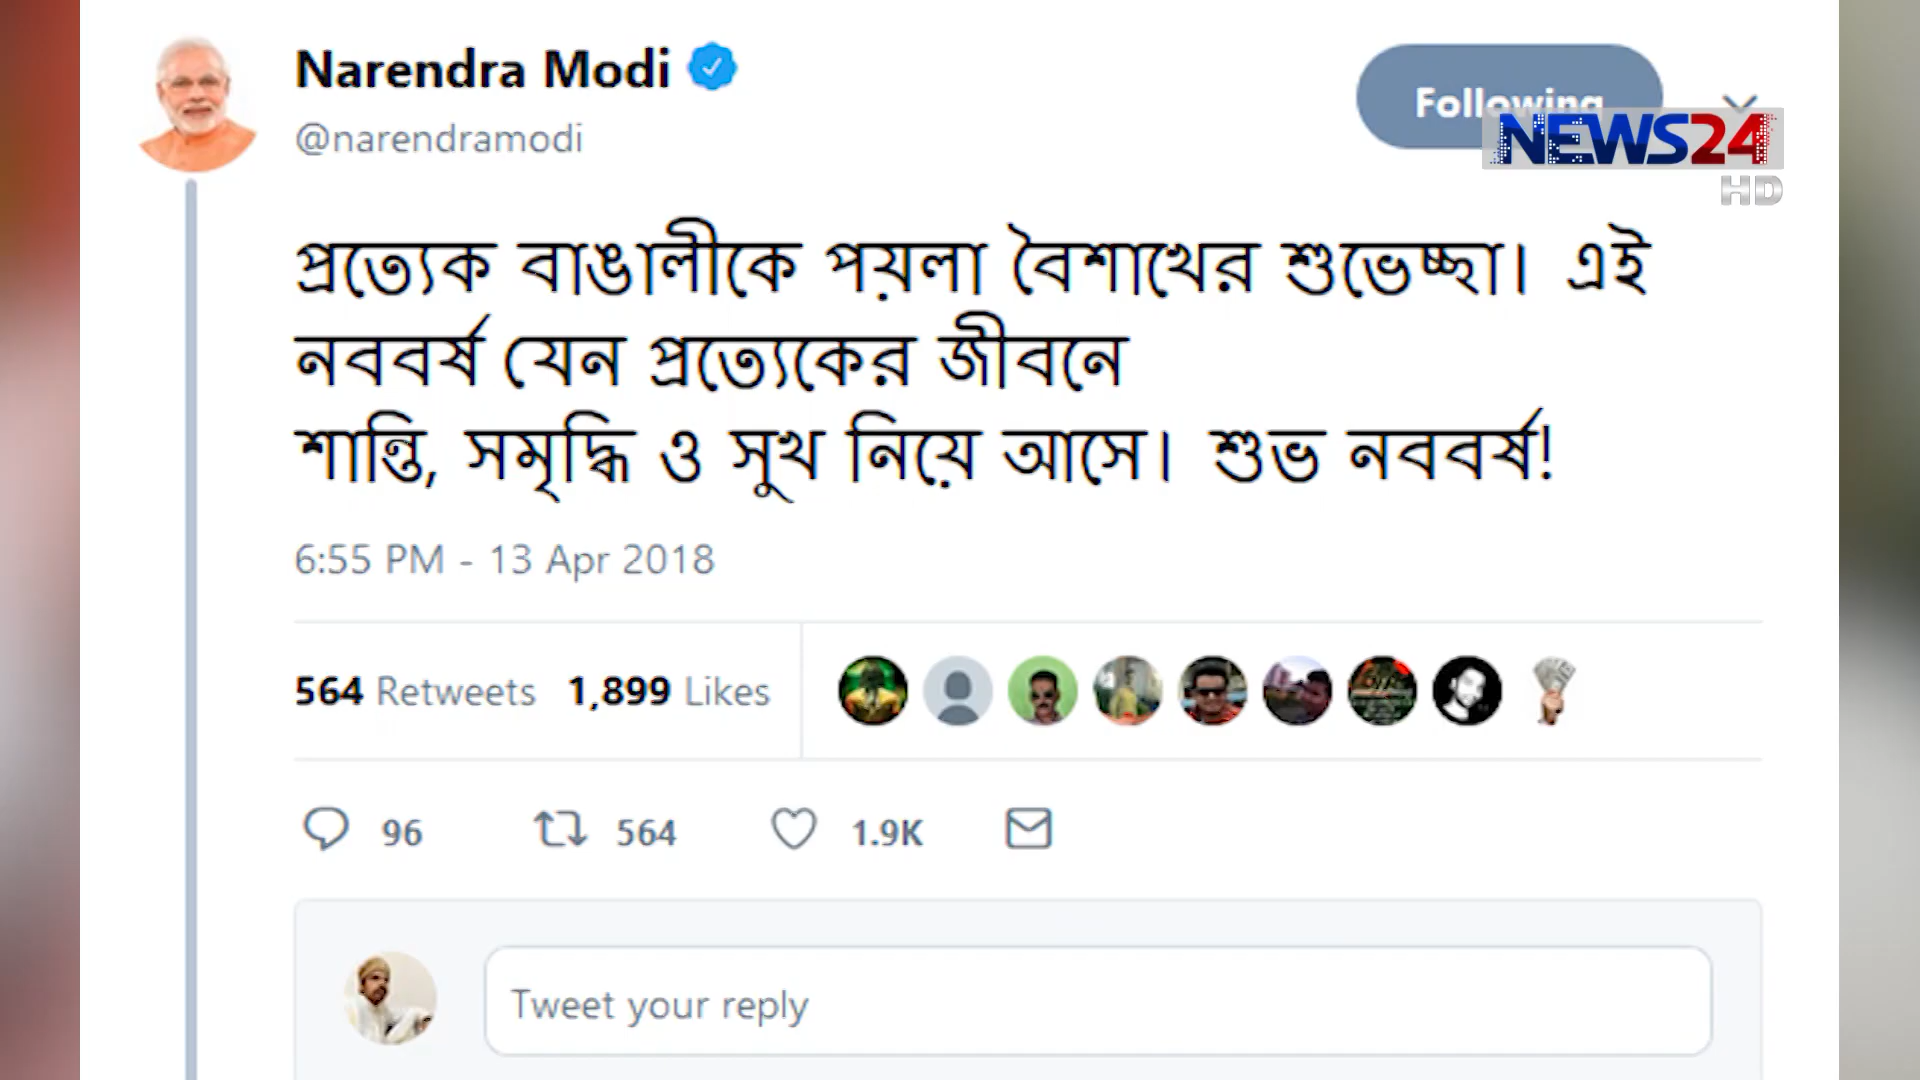 Narendra Modi
@narendramodi
Following
NEWS24
HD
প্রত্যেক বাঙালীকে পয়লা বৈশাখের শুভেচ্ছা। এই
নববর্ষ যেন প্রত্যেকের জীবনে
শান্তি, সমৃদ্ধি ও সুখ নিয়ে আসে। শুভ নববর্ষ!
6:55 PM - 13 Apr 2018
564 Retweets 1,899 Likes
96 564 1.9K
Tweet your reply